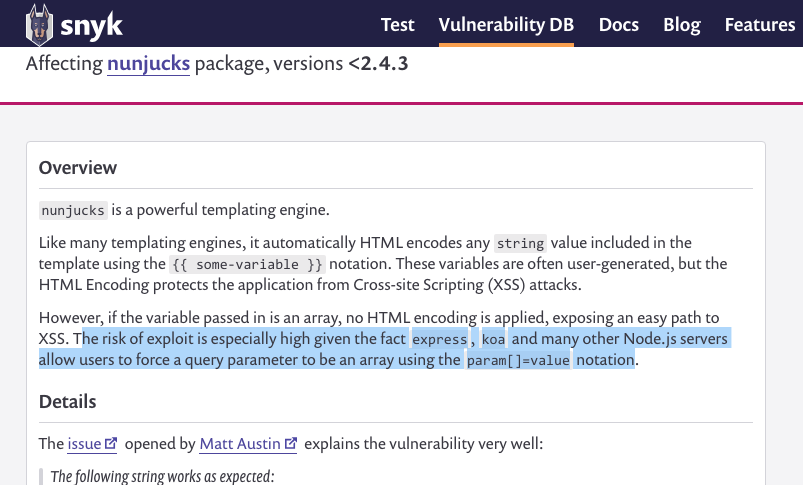 snyk
Test Vulnerability DB Docs Blog Features
Affecting nunjucks package, versions <2.4.3
Overview
nunjucks is a powerful templating engine.
Like many templating engines, it automatically HTML encodes any string value included in the
template using the {{ some-variable }} notation. These variables are often user-generated, but the
HTML Encoding protects the application from Cross-site Scripting (XSS) attacks.
However, if the variable passed in is an array, no HTML encoding is applied, exposing an easy path to
XSS. The risk of exploit is especially high given the fact express, koa and many other Node.js servers
allow users to force a query parameter to be an array using the param[]=value notation.
Details
The issue opened by Matt Austin explains the vulnerability very well:
The following string works as expected: